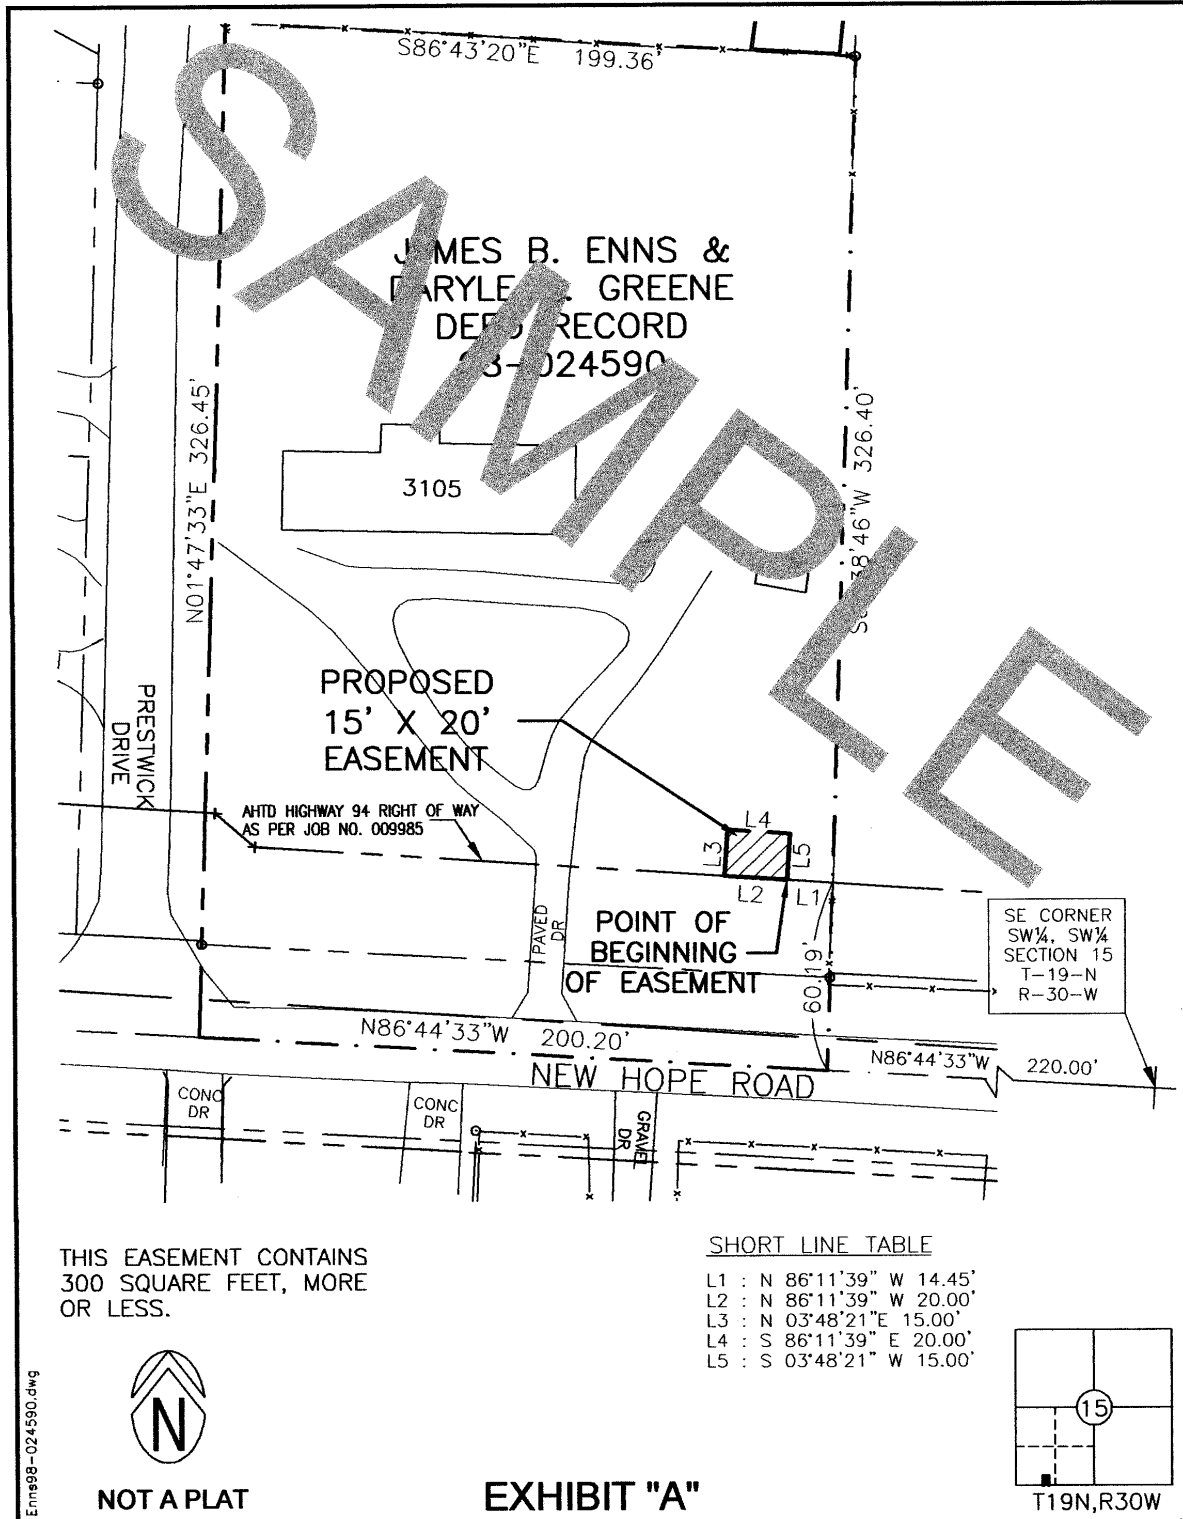 S86°43'20"E 199.36'
SAMPLE
B. ENNS &
GREENE
RECORD
N01°47'33"E 326.45'
326.40'
3105
PROPOSED
15' X 20'
EASEMENT
PRESTWICK
DRIVE
AHTD HIGHWAY 94 RIGHT OF WAY
AS PER JOB NO. 009985
L4
L3
L5
L2
L1
PAVED
DR
POINT OF
BEGINNING
OF EASEMENT
60.19'
SE CORNER
SW¼, SW¼
SECTION 15
T-19-N
R-30-W
N86°44'33"W 200.20'
N86°44'33"W 220.00'
NEW HOPE ROAD
CONC
DR
CONC
DR
GRAVEL
DR
THIS EASEMENT CONTAINS
300 SQUARE FEET, MORE
OR LESS.
SHORT LINE TABLE
L1 : N 86°11'39" W 14.45'
L2 : N 86°11'39" W 20.00'
L3 : N 03°48'21"E 15.00'
L4 : S 86°11'39" E 20.00'
L5 : S 03°48'21" W 15.00'
N
NOT A PLAT
EXHIBIT "A"
15
T19N,R30W
Enns98-024590.dwg